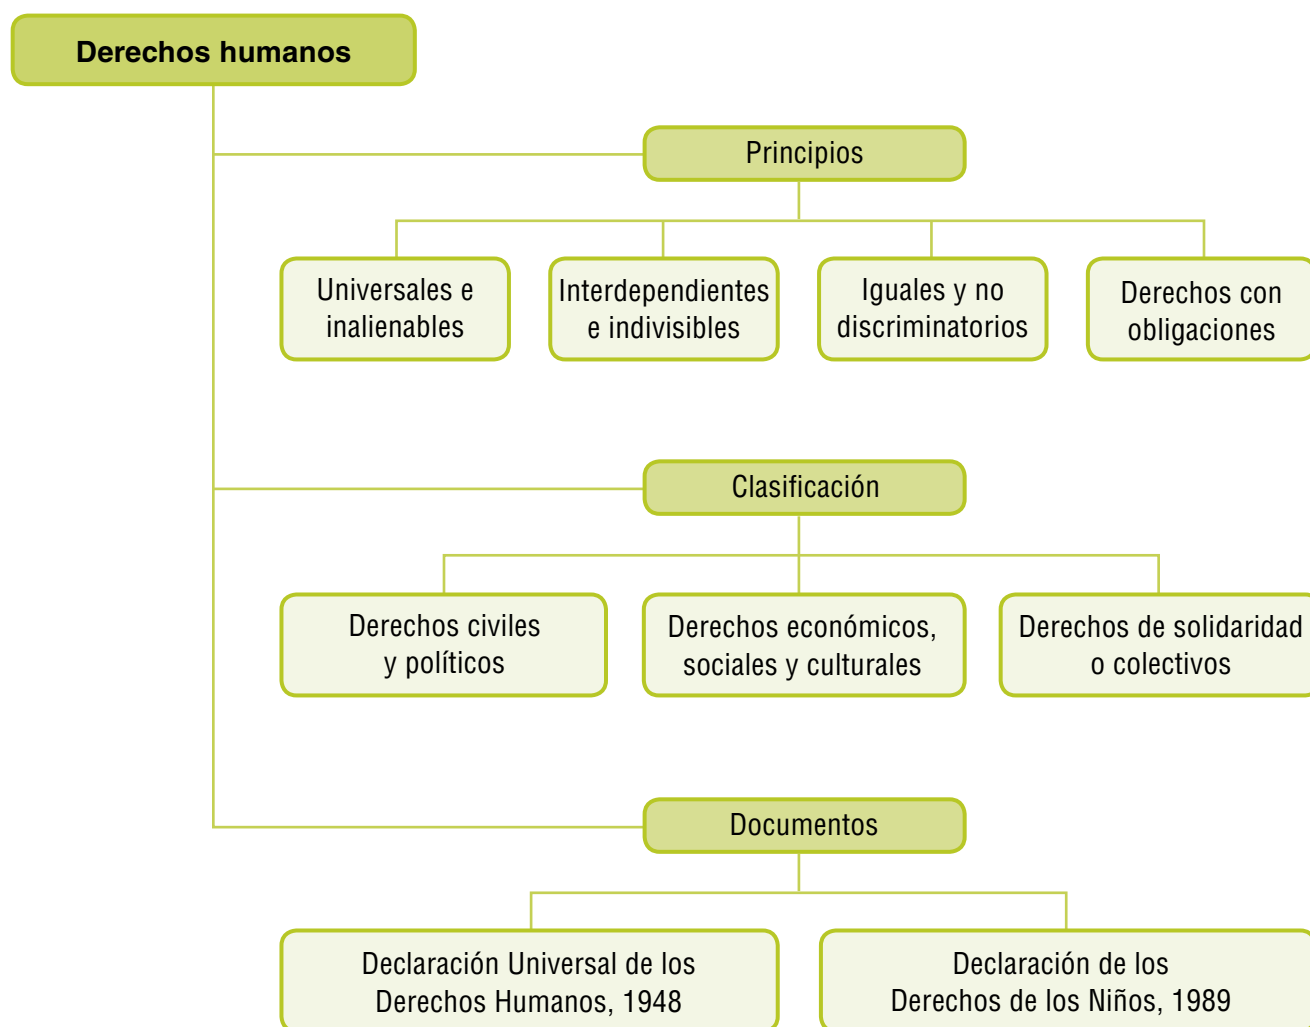 Derechos humanos
Principios
Universales e
inalienables
Interdependientes
e indivisibles
Iguales y no
discriminatorios
Derechos con
obligaciones
Clasificación
Derechos civiles
y políticos
Derechos económicos,
sociales y culturales
Derechos de solidaridad
o colectivos
Documentos
Declaración Universal de los
Derechos Humanos, 1948
Declaración de los
Derechos de los Niños, 1989